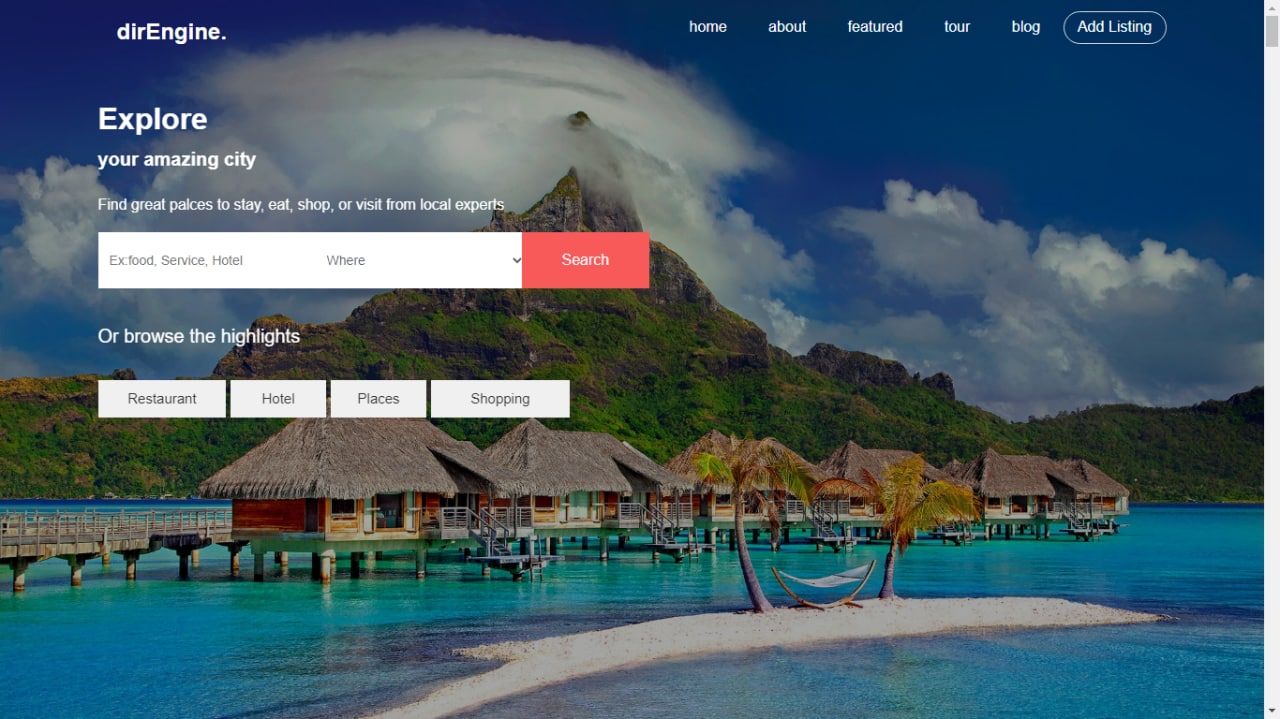 dirEngine.
home about featured tour blog Add Listing
Explore
your amazing city
Find great palces to stay, eat, shop, or visit from local experts
Ex:food, Service, Hotel Where Search
Or browse the highlights
Restaurant Hotel Places Shopping